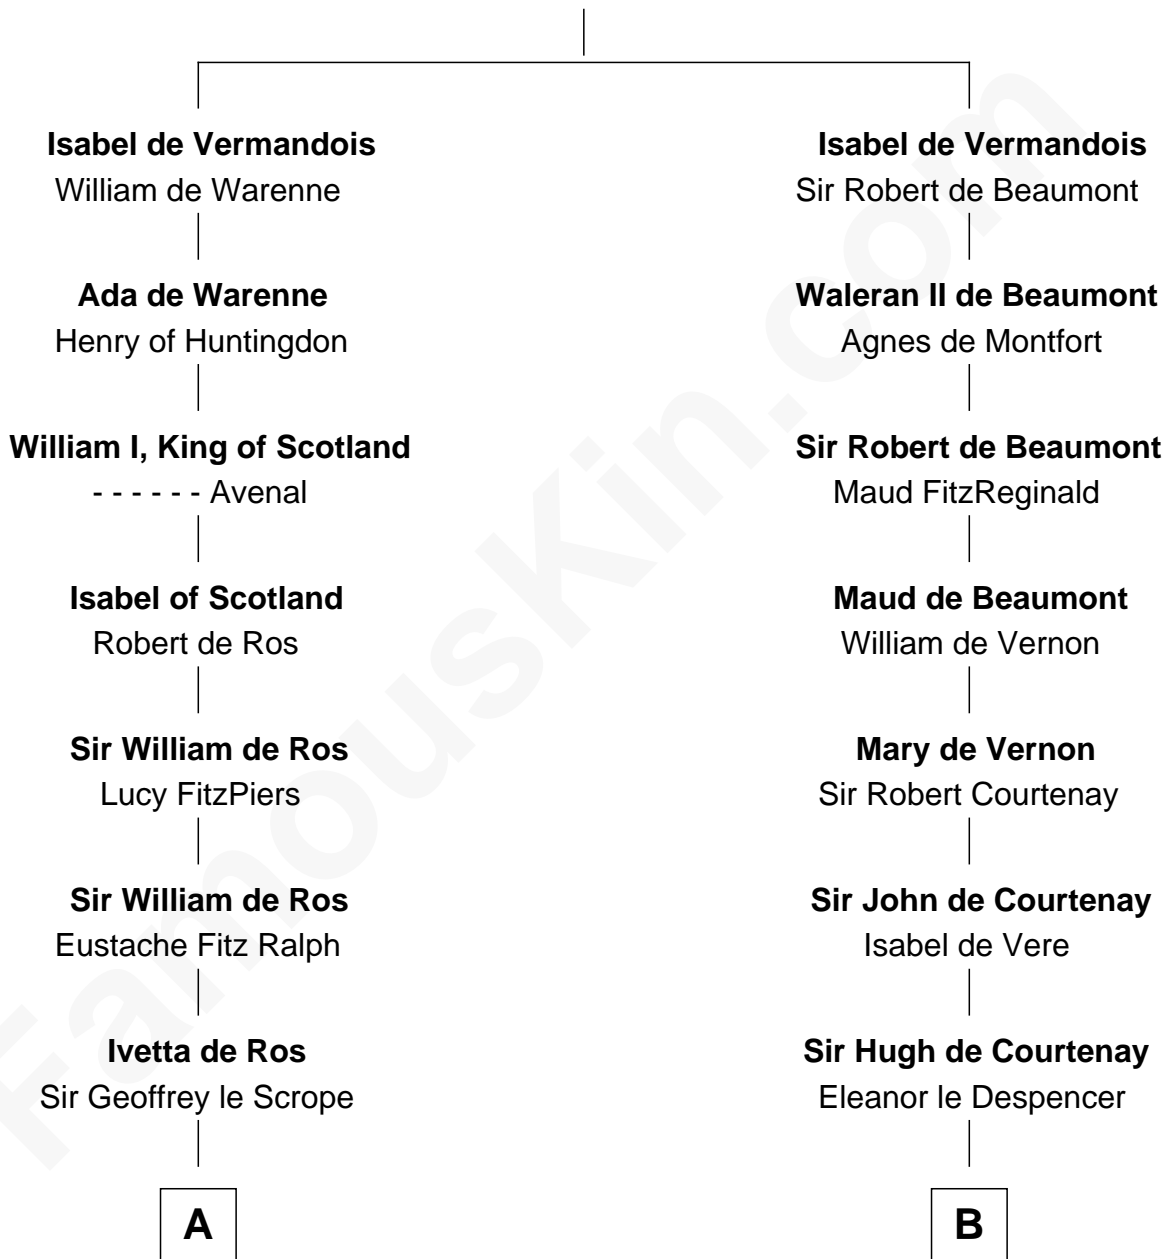 Isabel de Vermandois
William de Warenne
Ada de Warenne
Henry of Huntingdon
William I, King of Scotland
- - - - - - Avenal
Isabel of Scotland
Robert de Ros
Sir William de Ros
Lucy FitzPiers
Sir William de Ros
Eustache Fitz Ralph
Ivetta de Ros
Sir Geoffrey le Scrope
A
Isabel de Vermandois
Sir Robert de Beaumont
Waleran II de Beaumont
Agnes de Montfort
Sir Robert de Beaumont
Maud FitzReginald
Maud de Beaumont
William de Vernon
Mary de Vernon
Sir Robert Courtenay
Sir John de Courtenay
Isabel de Vere
Sir Hugh de Courtenay
Eleanor le Despencer
B
FamousKin.com